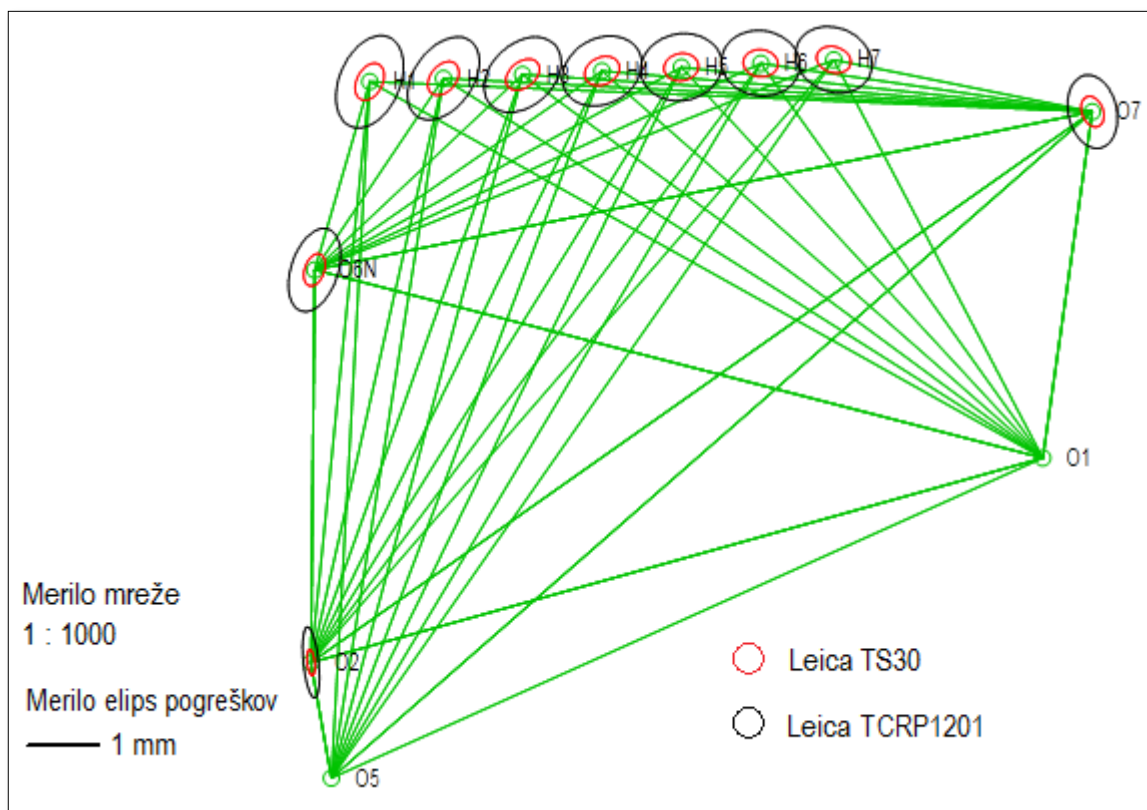 H1 H2 H3 H4 H5 H6 H7
O7
O6N
O1
Merilo mreže
1 : 1000
O2
Leica TS30
Merilo elips pogreškov
1 mm
Leica TCRP1201
O5